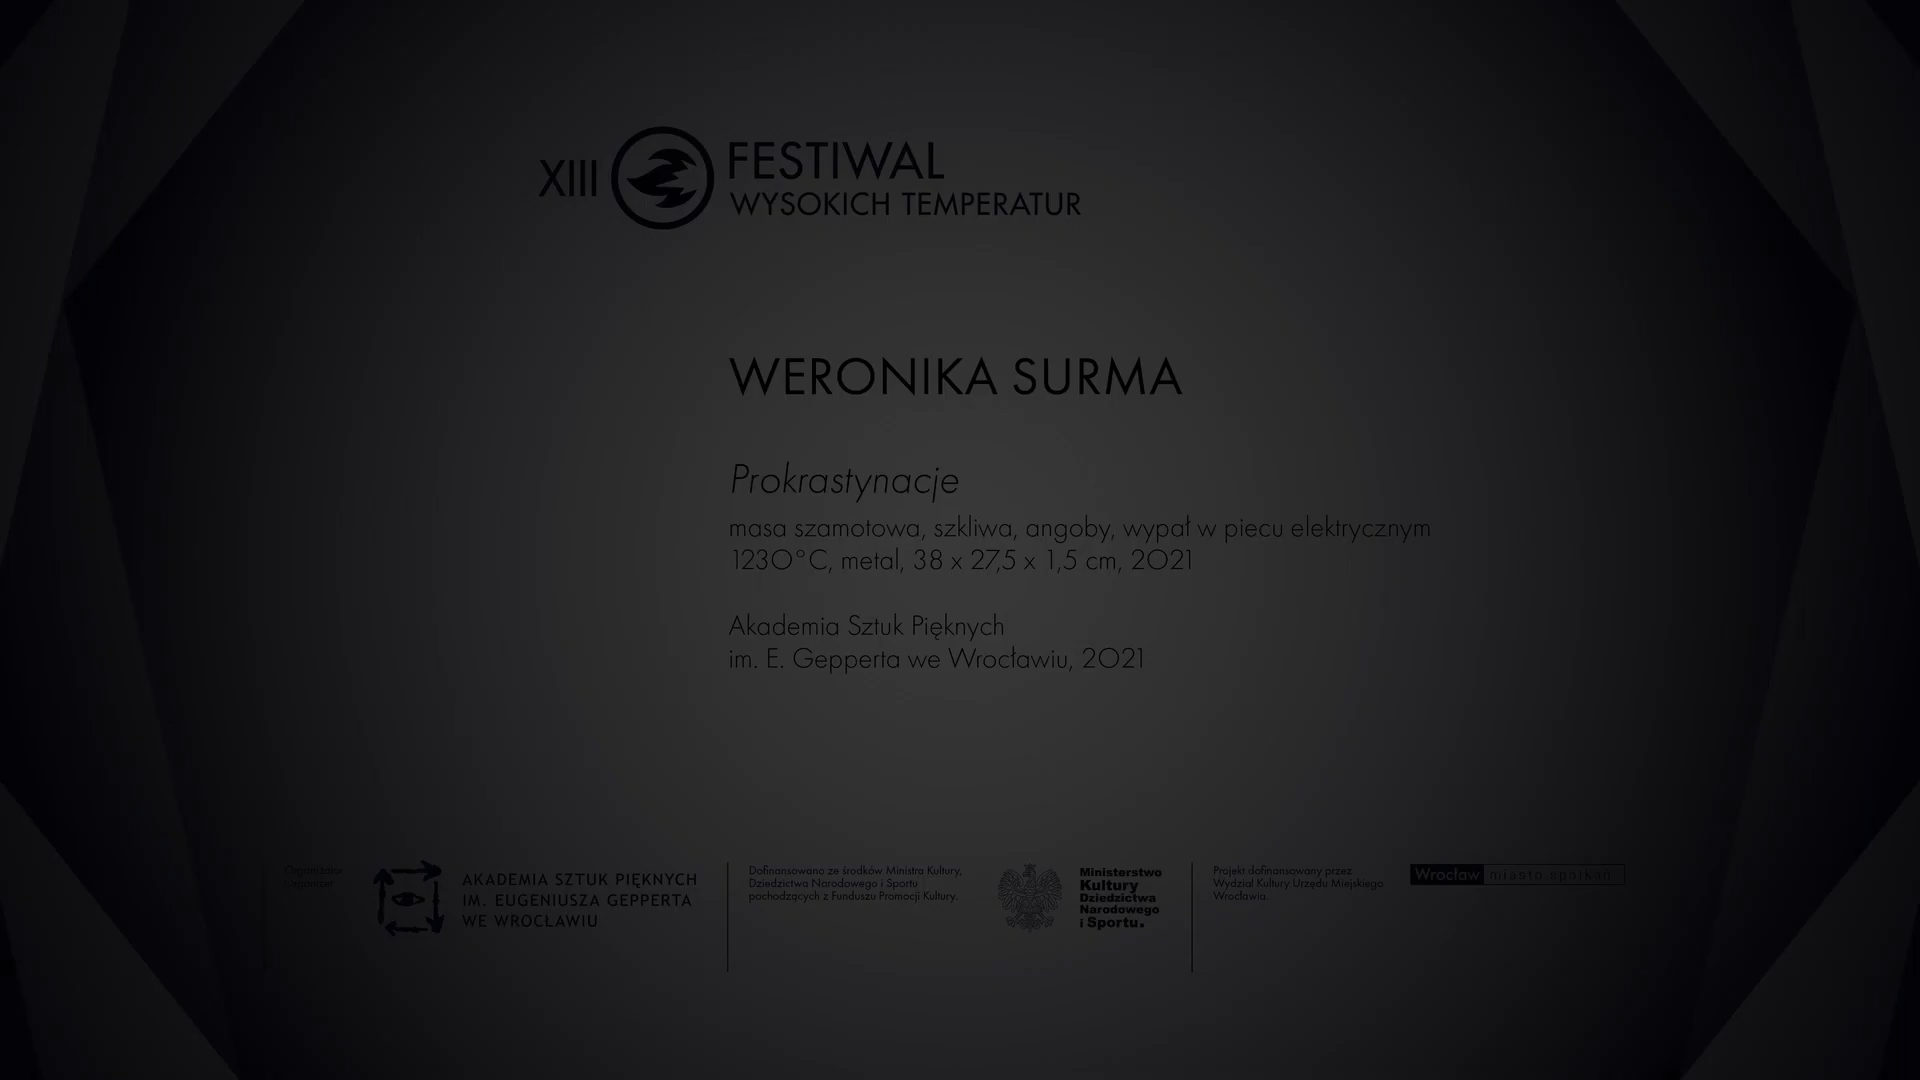 XIII FESTIWAL
WYSOKICH TEMPERATUR
WERONIKA SURMA
Prokrastynacje
masa szamotowa, szkliwa, angoby, wypał w piecu elektrycznym
1230°C, metal, 38 x 27,5 x 1,5 cm, 2021
Akademia Sztuk Pięknych
im. E. Gepperta we Wrocławiu, 2021
Organizator
Organizer
AKADEMIA SZTUK PIĘKNYCH
IM. EUGENIUSZA GEPPERTA
WE WROCŁAWIU
Dofinansowano ze środków Ministra Kultury,
Dziedzictwa Narodowego i Sportu
pochodzących z Funduszu Promocji Kultury.
Ministerstwo
Kultury
Dziedzictwa
Narodowego
i Sportu.
Projekt dofinansowany przez
Wydział Kultury Urzędu Miejskiego
Wrocławia.
Wrocław miasto spotkań